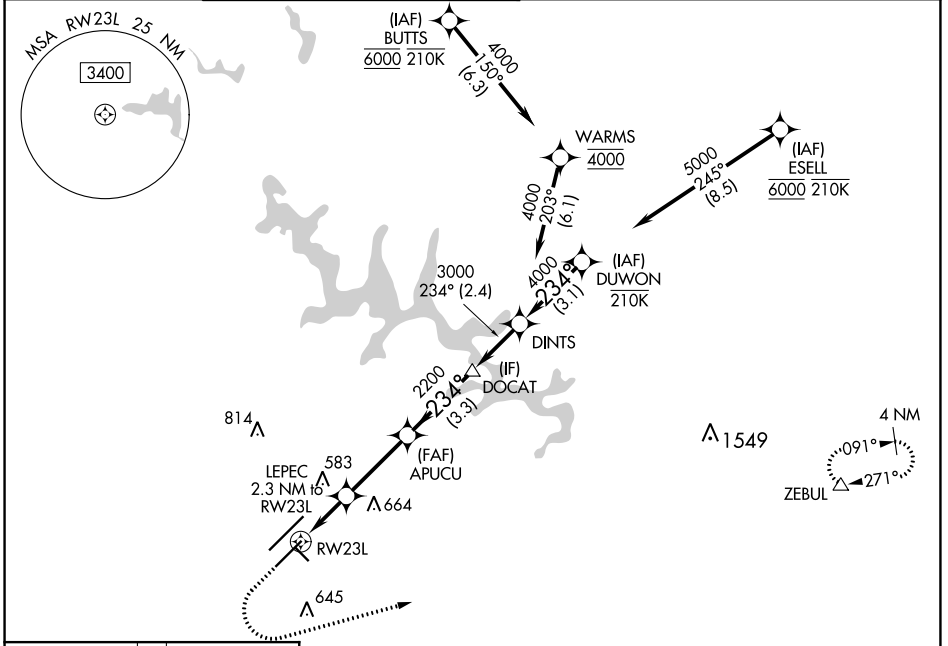 MSA RW23L 25 NM
3400
(IAF)
BUTTS
6000 210K
4000
150°
(6.3)
WARMS
4000
4000
203°
(6.1)
(IAF)
ESELL
6000 210K
5000
245°
(8.5)
(IAF)
DUWON
210K
4000
234°
(3.1)
3000
234° (2.4)
DINTS
(IF)
DOCAT
2200
234°
(3.3)
(FAF)
APUCU
814
583
LEPEC
2.3 NM to
RW23L
664
RW23L
645
1549
4 NM
091°
271°
ZEBUL